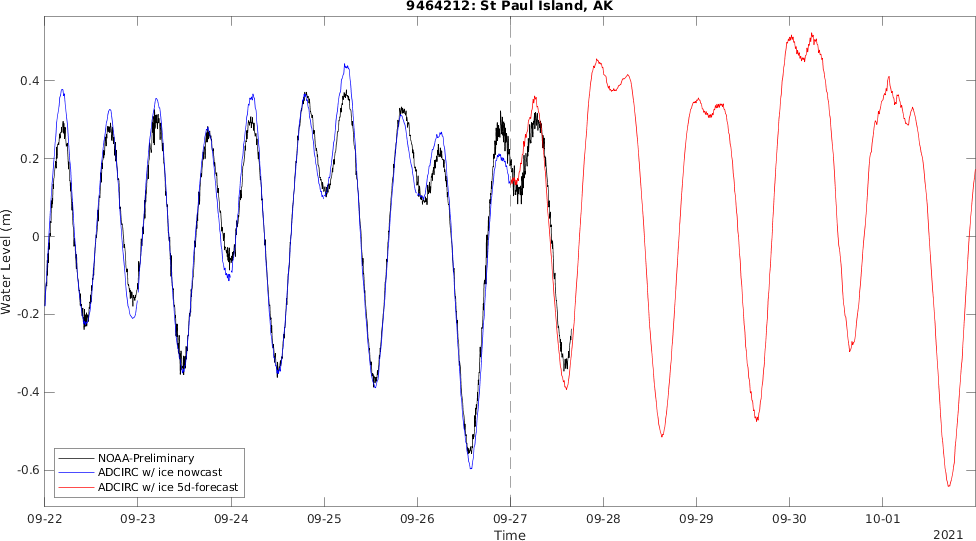 9464212: St Paul Island, AK
Water Level (m)
0.4
0.2
0
-0.2
-0.4
-0.6
NOAA-Preliminary
ADCIRC w/ ice nowcast
ADCIRC w/ ice 5d-forecast
09-22 09-23 09-24 09-25 09-26 09-27 09-28 09-29 09-30 10-01
Time
2021